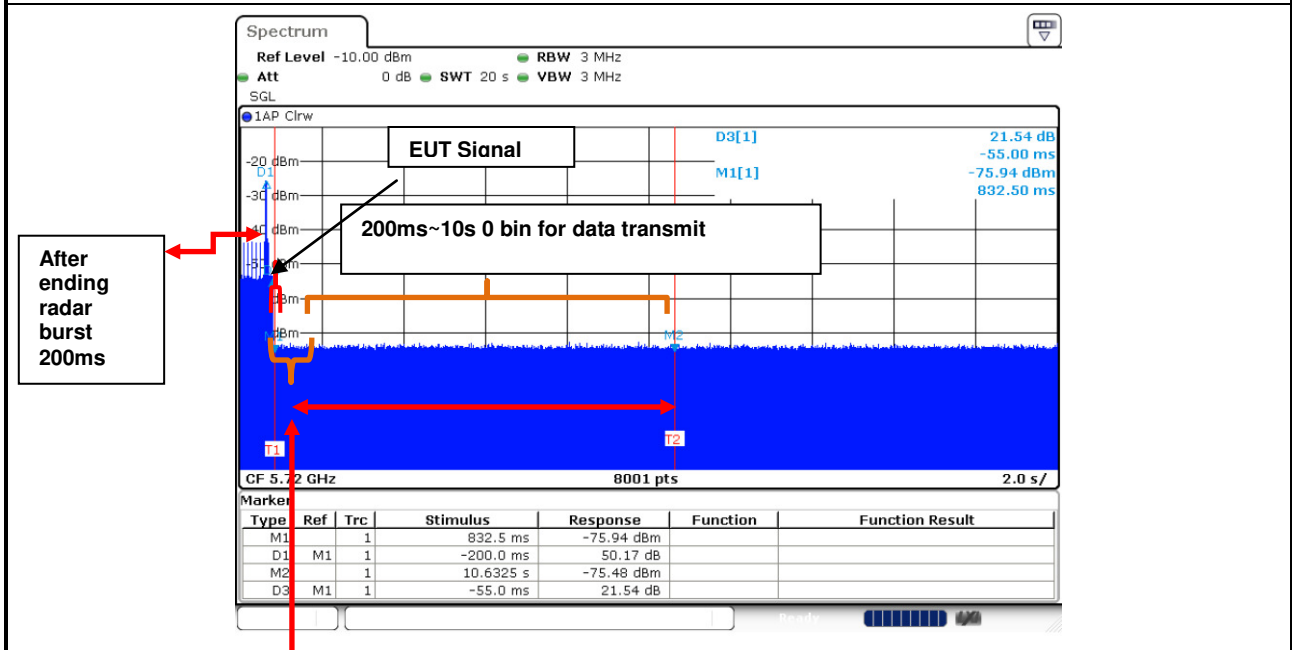 Spectrum
Ref Level -10.00 dBm RBW 3 MHz
Att 0 dB SWT 20 s VBW 3 MHz
SGL
1AP Clrw
D3[1] 21.54 dB
-55.00 ms
M1[1] -75.94 dBm
832.50 ms
EUT Signal
-20 dBm
D1
-30 dBm
200ms~10s 0 bin for data transmit
-40 dBm
After
ending
radar
burst
200ms
dBm
dBm
M2
T1
T2
CF 5.72 GHz 8001 pts 2.0 s/
Marker
Type Ref Trc Stimulus Response Function Function Result
M1 1 832.5 ms -75.94 dBm
D1 M1 1 -200.0 ms 50.17 dB
M2 1 10.6325 s -75.48 dBm
D3 M1 1 -55.0 ms 21.54 dB
Ready